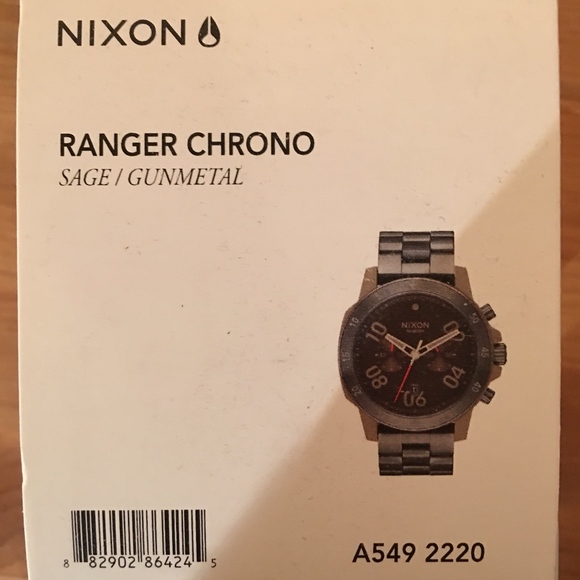 NIXON
RANGER CHRONO
SAGE / GUNMETAL
NIXON
10
08
06
04
8 82902 86424 5
A549 2220